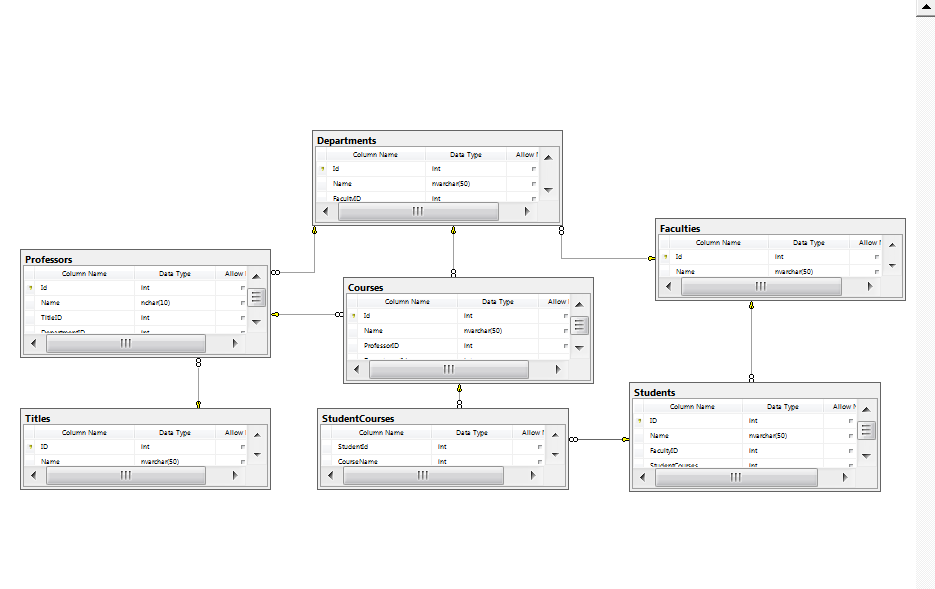 Departments
Column Name Data Type Allow
Id int
Name nvarchar(50)
FacultyID int
Faculties
Column Name Data Type Allow
Id int
Name nvarchar(50)
Professors
Column Name Data Type Allow
Id int
Name nchar(10)
TitleID int
DepartmentID int
Courses
Column Name Data Type Allow
Id int
Name nvarchar(50)
ProfessorID int
Titles
Column Name Data Type Allow
ID int
Name nvarchar(50)
StudentCourses
Column Name Data Type Allow
StudentId int
CourseName int
Students
Column Name Data Type Allow
ID int
Name nvarchar(50)
FacultyID int
StudentCourses int